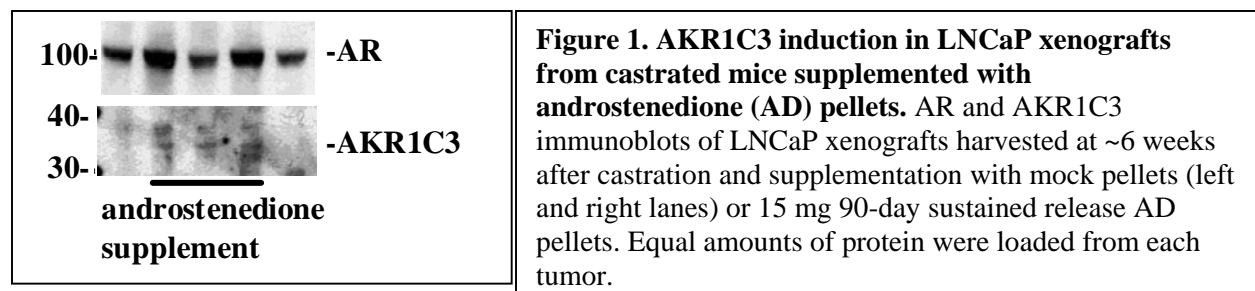 100-
-AR
40-
-AKR1C3
30-
androstenedione
supplement
Figure 1. AKR1C3 induction in LNCaP xenografts
from castrated mice supplemented with
androstenedione (AD) pellets. AR and AKR1C3
immunoblots of LNCaP xenografts harvested at ~6 weeks
after castration and supplementation with mock pellets (left
and right lanes) or 15 mg 90-day sustained release AD
pellets. Equal amounts of protein were loaded from each
tumor.